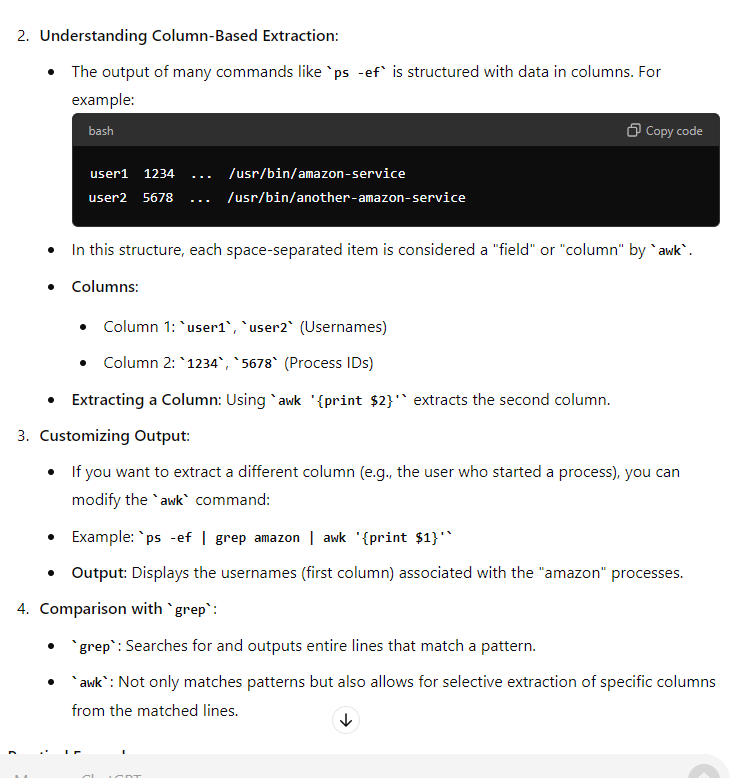 2. Understanding Column-Based Extraction:
• The output of many commands like `ps -ef` is structured with data in columns. For
example:
bash
Copy code
user1  1234  ...  /usr/bin/amazon-service
user2  5678  ...  /usr/bin/another-amazon-service
• In this structure, each space-separated item is considered a "field" or "column" by `awk`.
• Columns:
• Column 1: `user1`, `user2` (Usernames)
• Column 2: `1234`, `5678` (Process IDs)
• Extracting a Column: Using `awk '{print $2}'` extracts the second column.
3. Customizing Output:
• If you want to extract a different column (e.g., the user who started a process), you can
modify the `awk` command:
• Example: `ps -ef | grep amazon | awk '{print $1}'`
• Output: Displays the usernames (first column) associated with the "amazon" processes.
4. Comparison with `grep`:
• `grep`: Searches for and outputs entire lines that match a pattern.
• `awk`: Not only matches patterns but also allows for selective extraction of specific columns
from the matched lines.